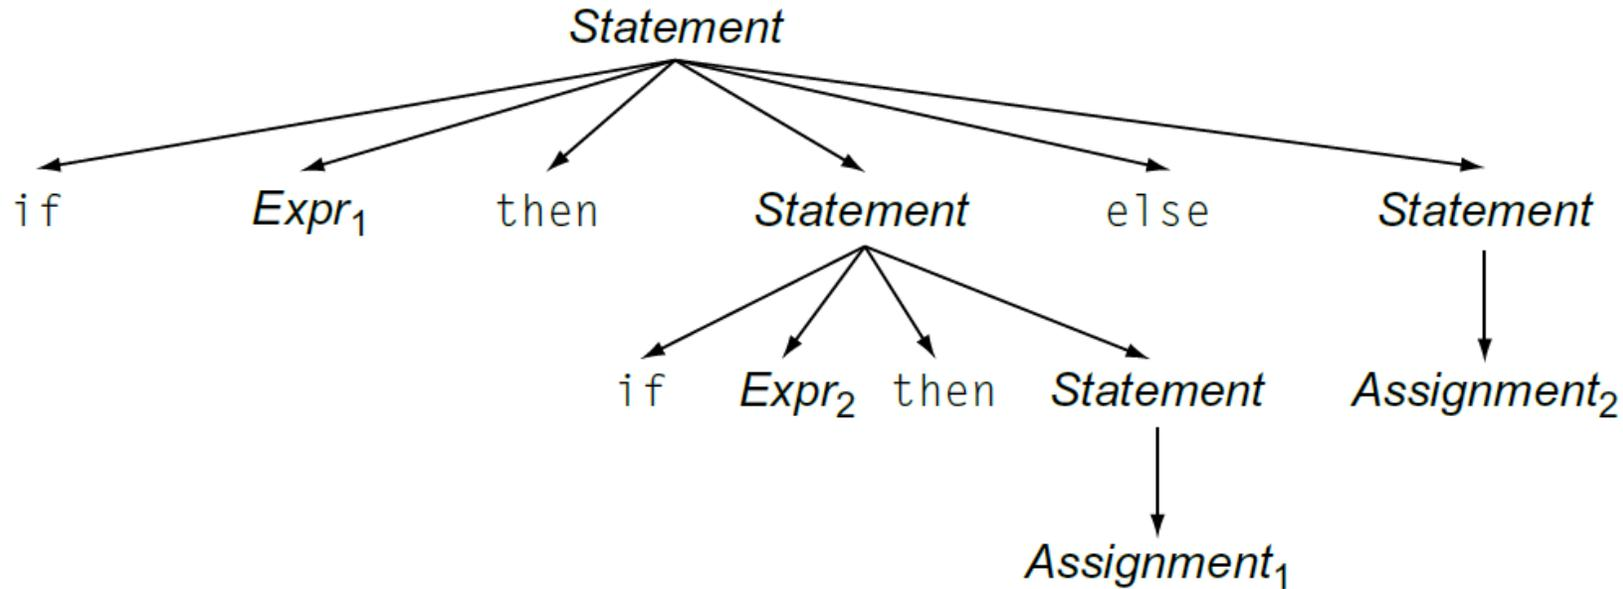 Statement
if Expr₁ then Statement else Statement
if Expr₂ then Statement Assignment₂
Assignment₁